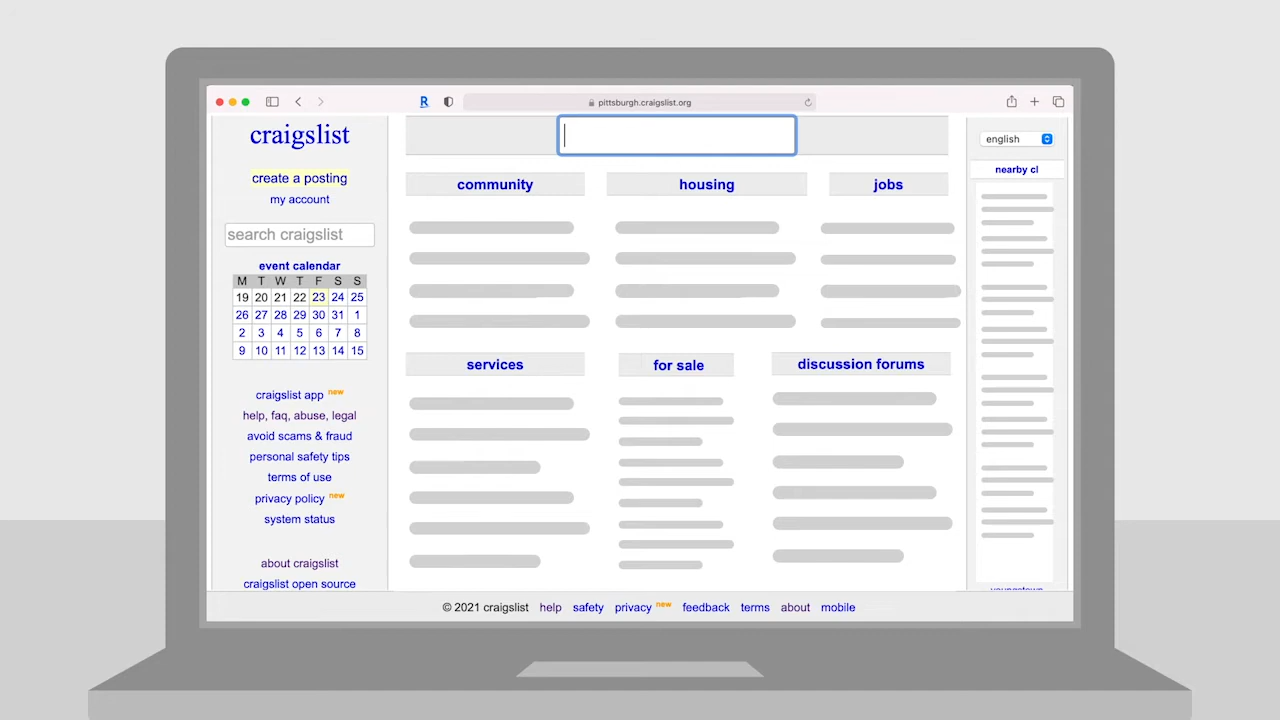 pittsburgh.craigslist.org
craigslist
create a posting
my account
search craigslist
event calendar
M T W T F S S
19 20 21 22 23 24 25
26 27 28 29 30 31 1
2 3 4 5 6 7 8
9 10 11 12 13 14 15
craigslist app new
help, faq, abuse, legal
avoid scams & fraud
personal safety tips
terms of use
privacy policy new
system status
about craigslist
craigslist open source
community
housing
jobs
services
for sale
discussion forums
english
nearby cl
© 2021 craigslist help safety privacy new feedback terms about mobile